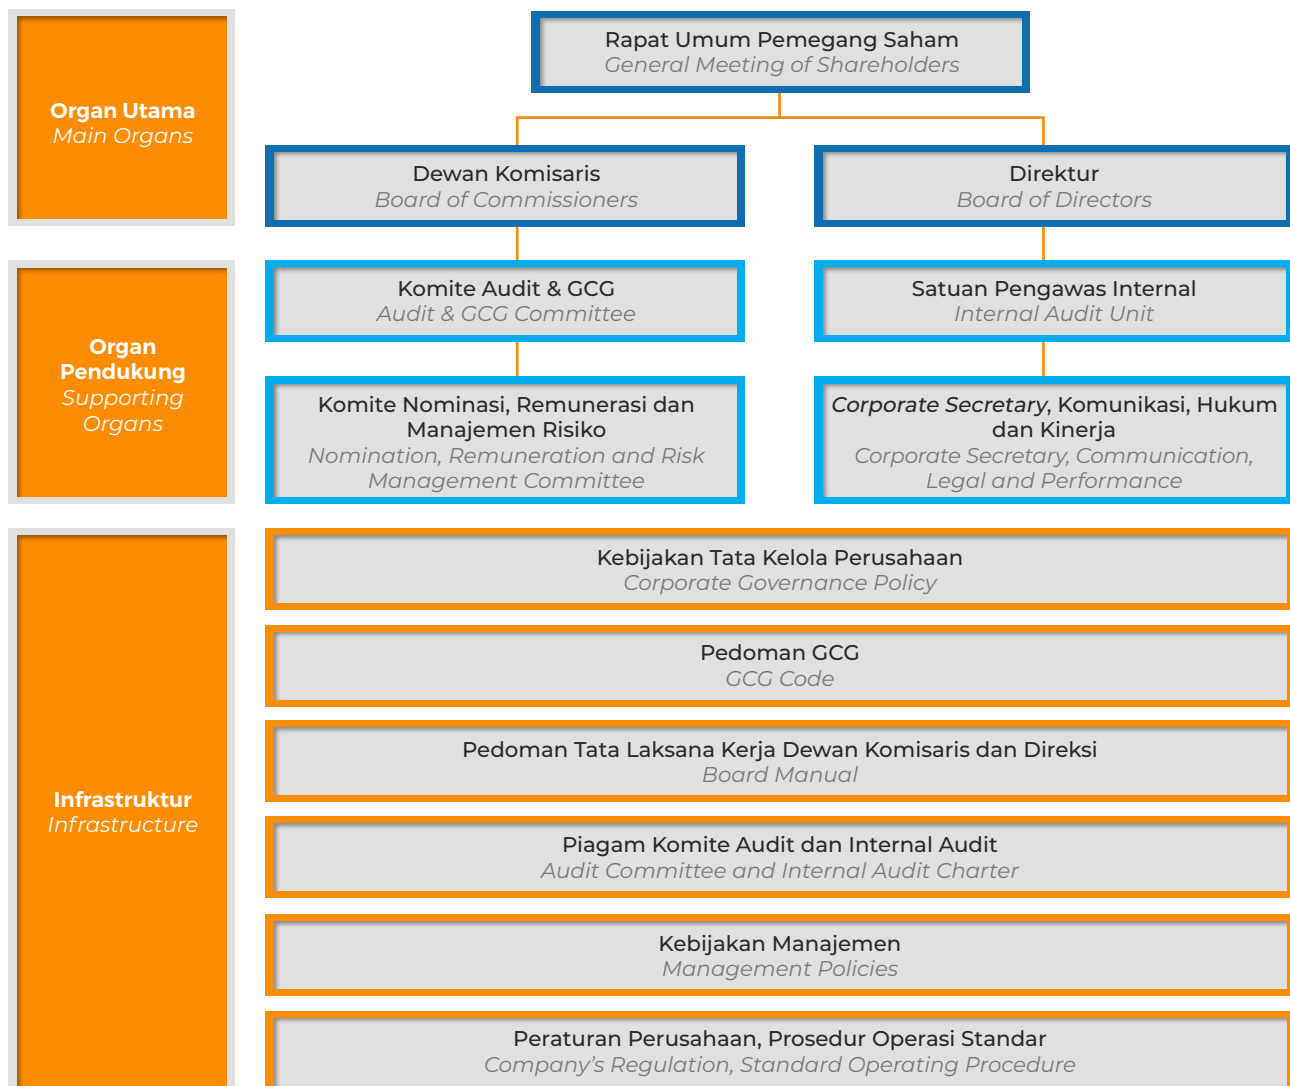 Organ Utama
Main Organs
Rapat Umum Pemegang Saham
General Meeting of Shareholders
Dewan Komisaris
Board of Commissioners
Direktur
Board of Directors
Organ
Pendukung
Supporting
Organs
Komite Audit & GCG
Audit & GCG Committee
Satuan Pengawas Internal
Internal Audit Unit
Komite Nominasi, Remunerasi dan
Manajemen Risiko
Nomination, Remuneration and Risk
Management Committee
Corporate Secretary, Komunikasi, Hukum
dan Kinerja
Corporate Secretary, Communication,
Legal and Performance
Infrastruktur
Infrastructure
Kebijakan Tata Kelola Perusahaan
Corporate Governance Policy
Pedoman GCG
GCG Code
Pedoman Tata Laksana Kerja Dewan Komisaris dan Direksi
Board Manual
Piagam Komite Audit dan Internal Audit
Audit Committee and Internal Audit Charter
Kebijakan Manajemen
Management Policies
Peraturan Perusahaan, Prosedur Operasi Standar
Company's Regulation, Standard Operating Procedure